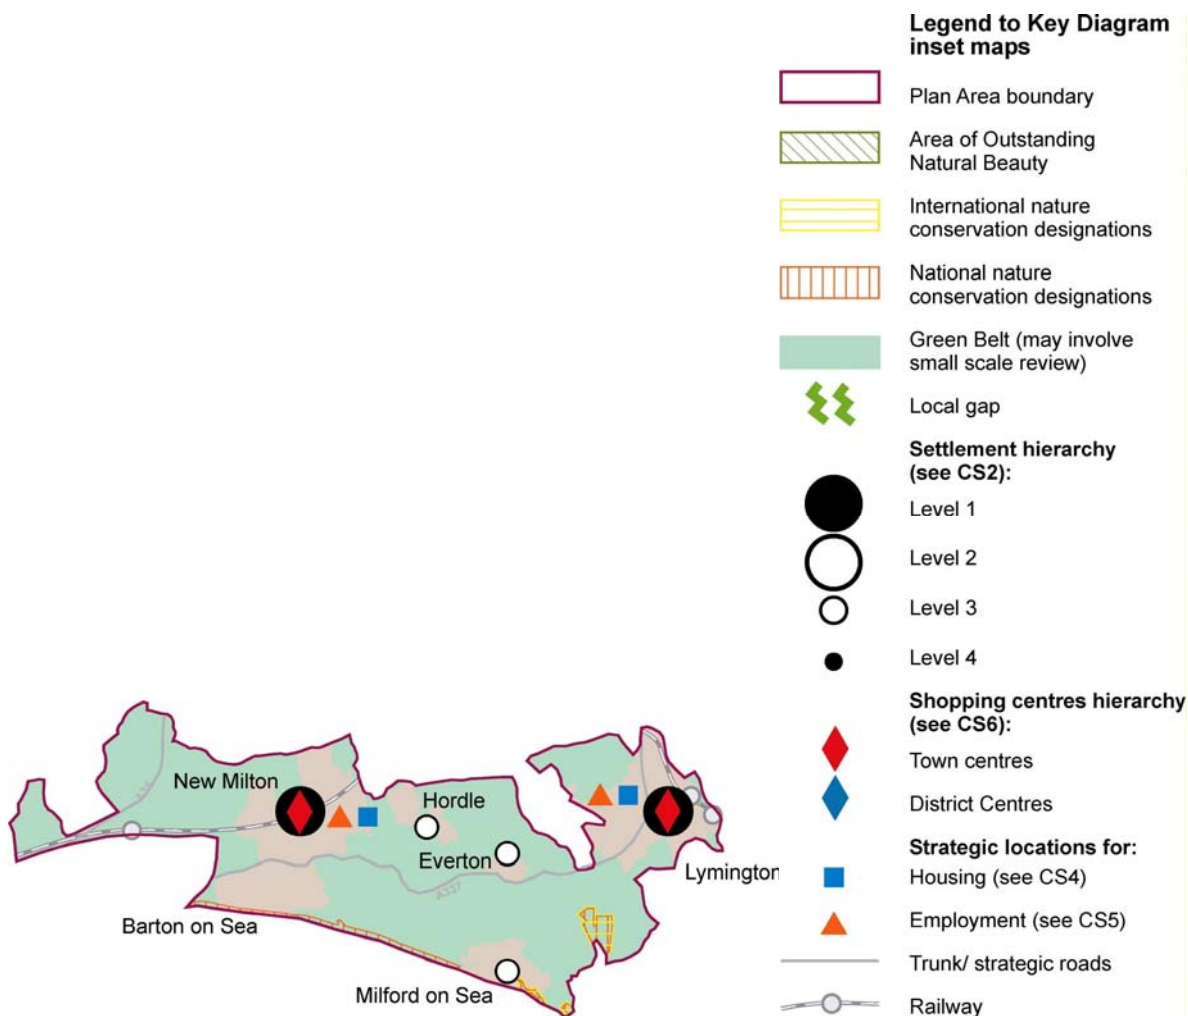 Legend to Key Diagram
inset maps
Plan Area boundary
Area of Outstanding
Natural Beauty
International nature
conservation designations
National nature
conservation designations
Green Belt (may involve
small scale review)
Local gap
Settlement hierarchy
(see CS2):
Level 1
Level 2
Level 3
Level 4
Shopping centres hierarchy
(see CS6):
Town centres
District Centres
Strategic locations for:
Housing (see CS4)
Employment (see CS5)
Trunk/ strategic roads
Railway
New Milton
Hordle
Everton
Lymington
A337
Barton on Sea
Milford on Sea